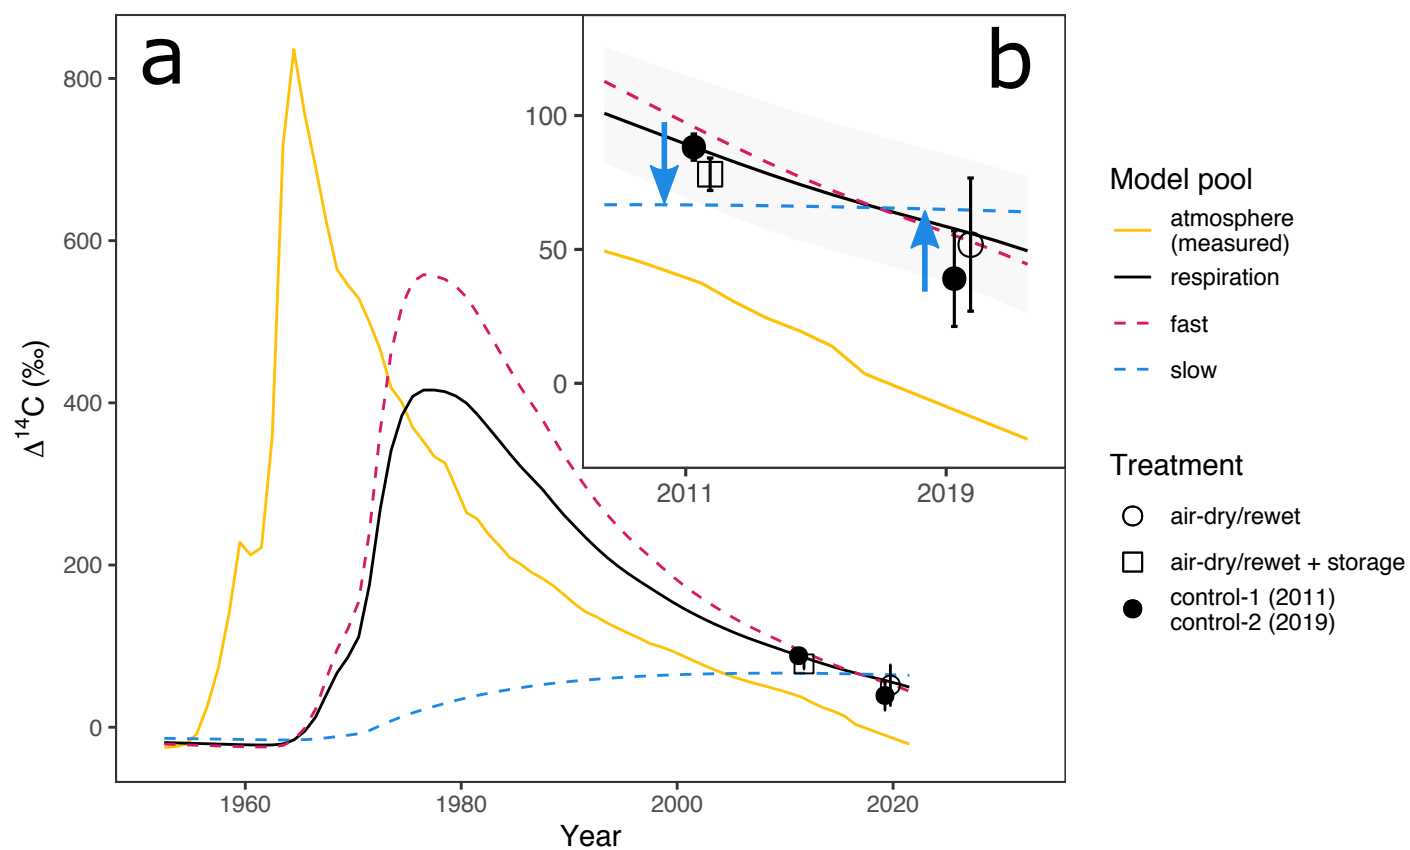 a
b
800
600
400
200
0
Δ¹⁴C (‰)
1960
1980
2000
2020
Year
100
50
0
2011
2019
Model pool
atmosphere
(measured)
respiration
fast
slow
Treatment
air-dry/rewet
air-dry/rewet + storage
control-1 (2011)
control-2 (2019)